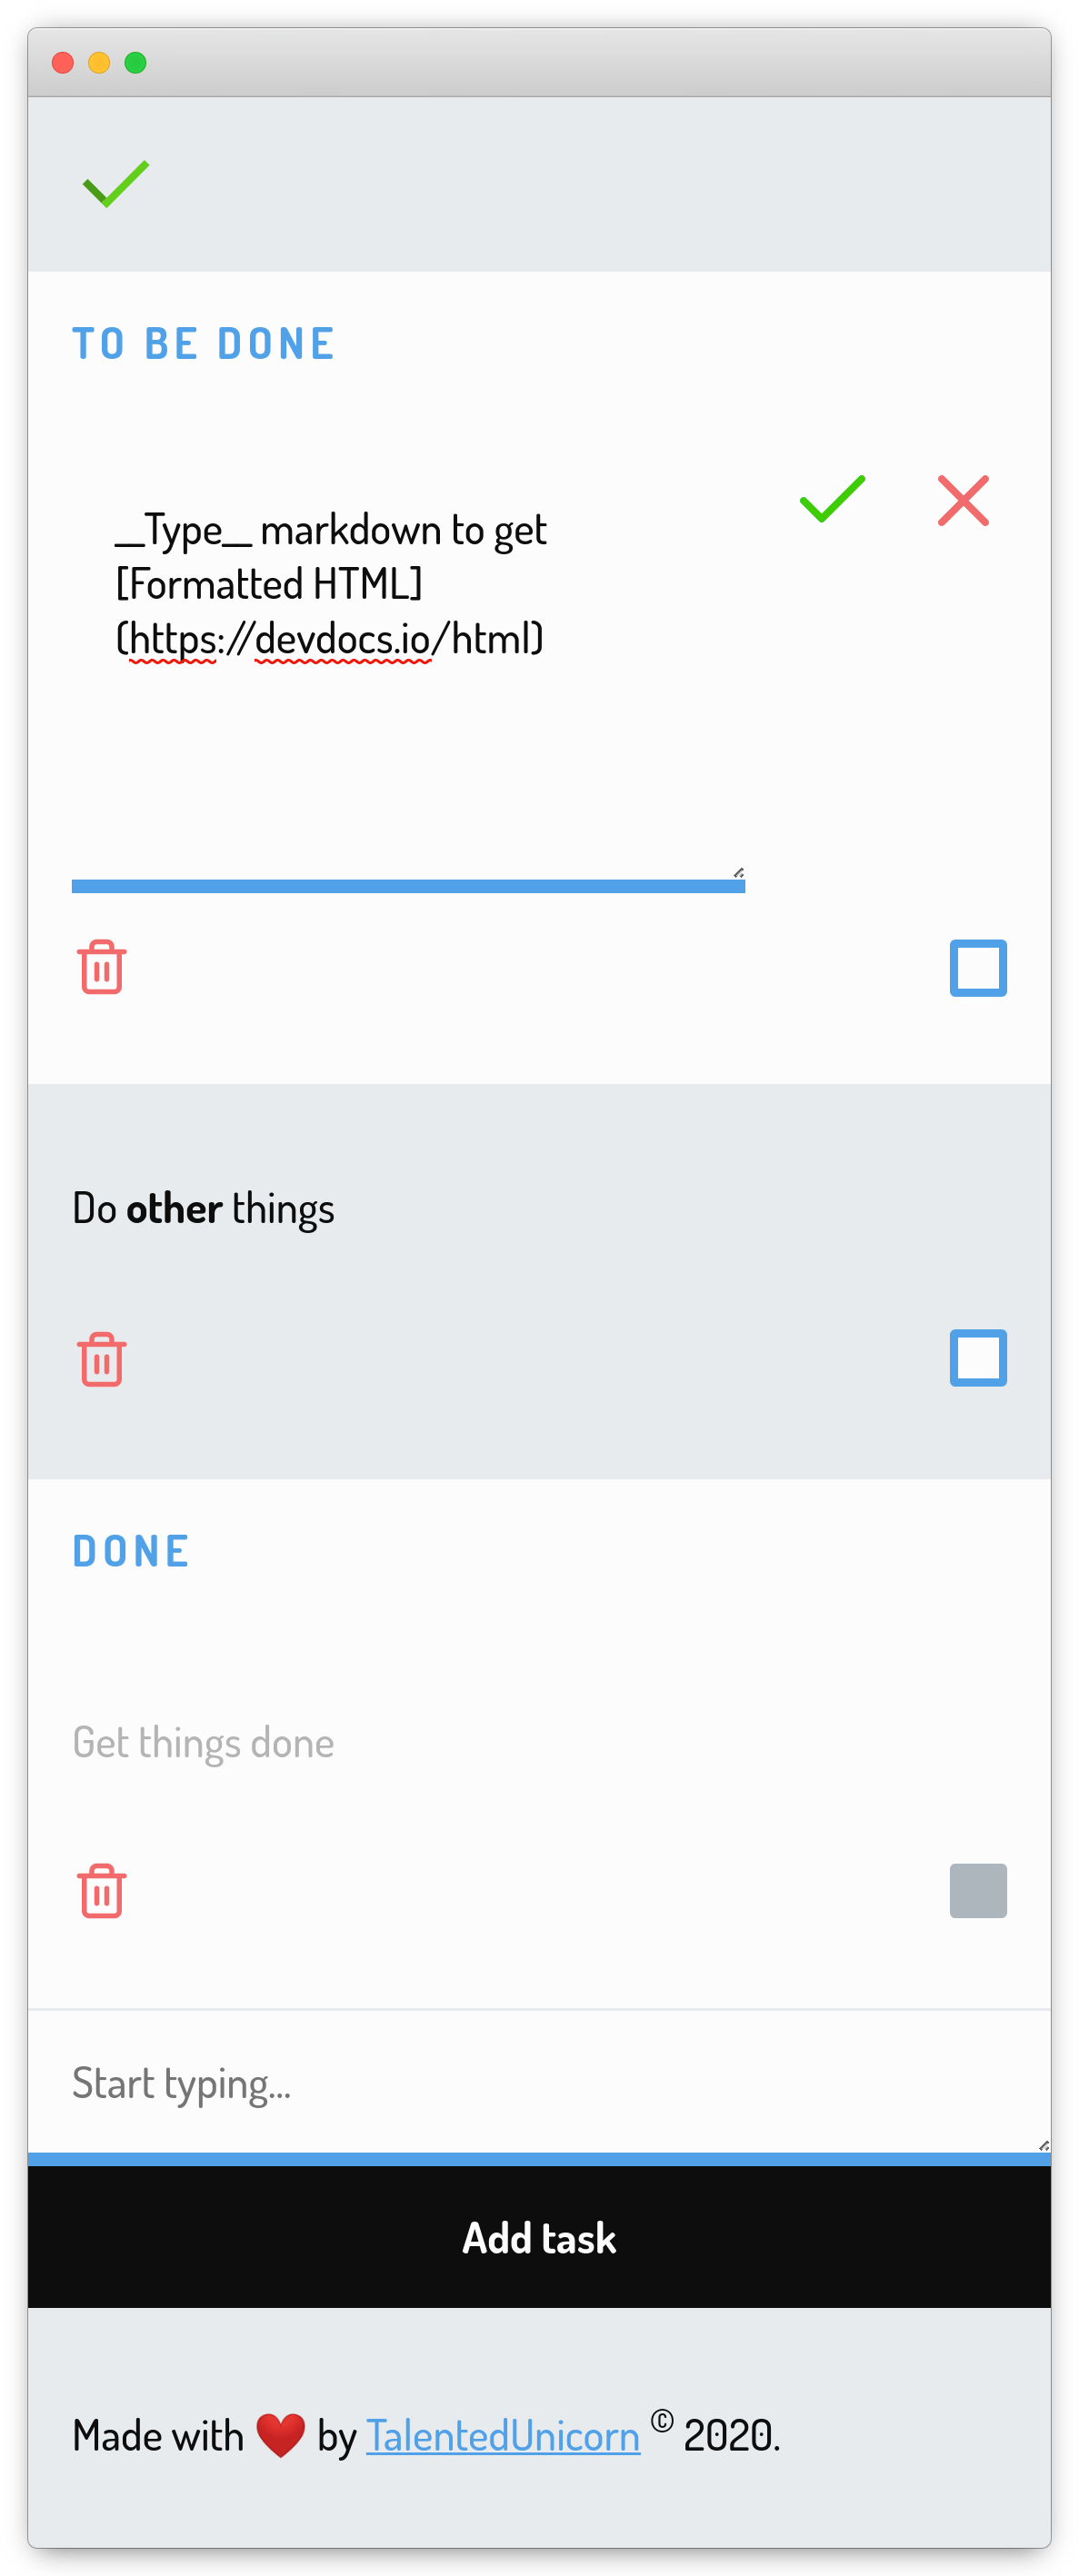 TO BE DONE
__Type__ markdown to get
[Formatted HTML]
(https://devdocs.io/html)
Do other things
DONE
Get things done
Start typing...
Add task
Made with ❤️ by TalentedUnicorn © 2020.